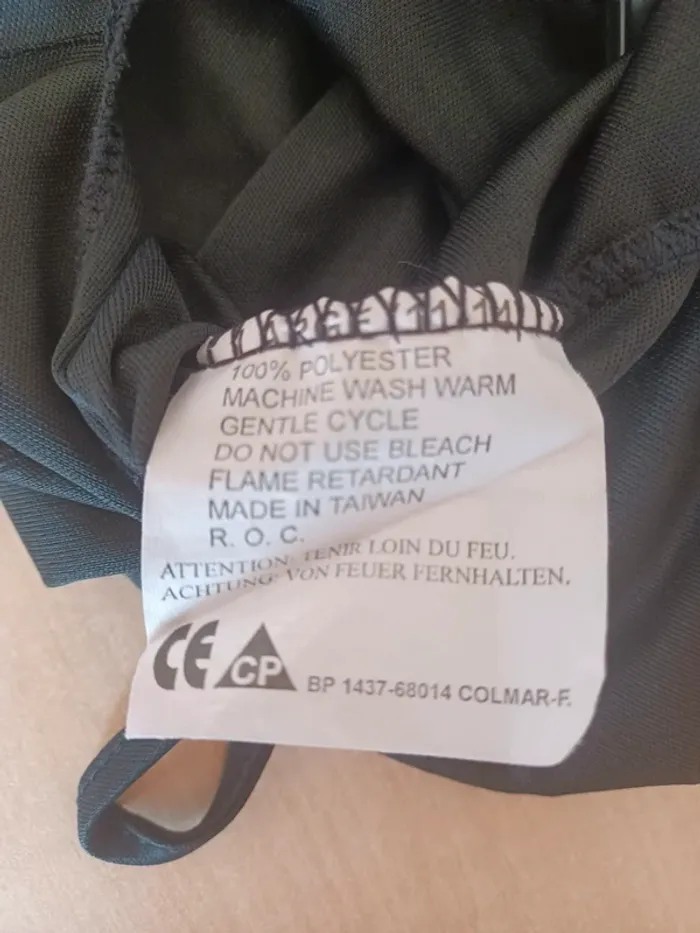 100% POLYESTER
MACHINE WASH WARM
GENTLE CYCLE
DO NOT USE BLEACH
FLAME RETARDANT
MADE IN TAIWAN
R. O. C.
ATTENTION: TENIR LOIN DU FEU.
ACHTUNG: VON FEUER FERNHALTEN.
CE CP BP 1437-68014 COLMAR-F.